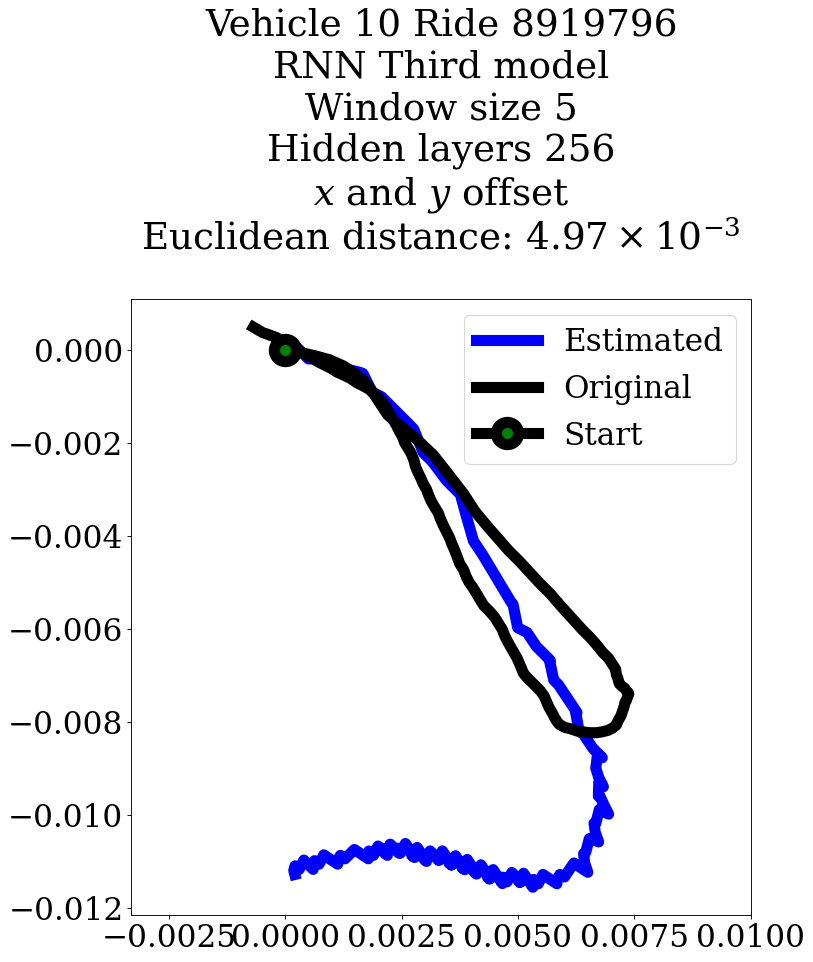 Vehicle 10 Ride 8919796
RNN Third model
Window size 5
Hidden layers 256
x and y offset
Euclidean distance: 4.97 × 10⁻³
Estimated
Original
Start
0.000
−0.002
−0.004
−0.006
−0.008
−0.010
−0.012
−0.0025 0.0000 0.0025 0.0050 0.0075 0.0100